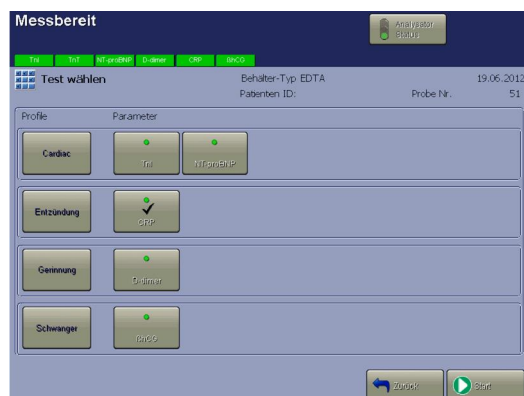 Messbereit
Analysator
Status
TnI TnT NT-proBNP D-dimer CRP ßhCG
Test wählen
Behälter-Typ EDTA
19.06.2012
Patienten ID:
Probe Nr. 51
Profile Parameter
Cardiac
TnI
NT-proBNP
Entzündung
CRP
Gerinnung
D-dimer
Schwanger
ßhCG
Zurück
Start